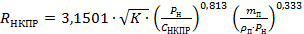 R_НКПР = 3,1501 · √K · (P_н / C_НКПР)^0,813 (m_п / ρ_п · P_н)^0,333